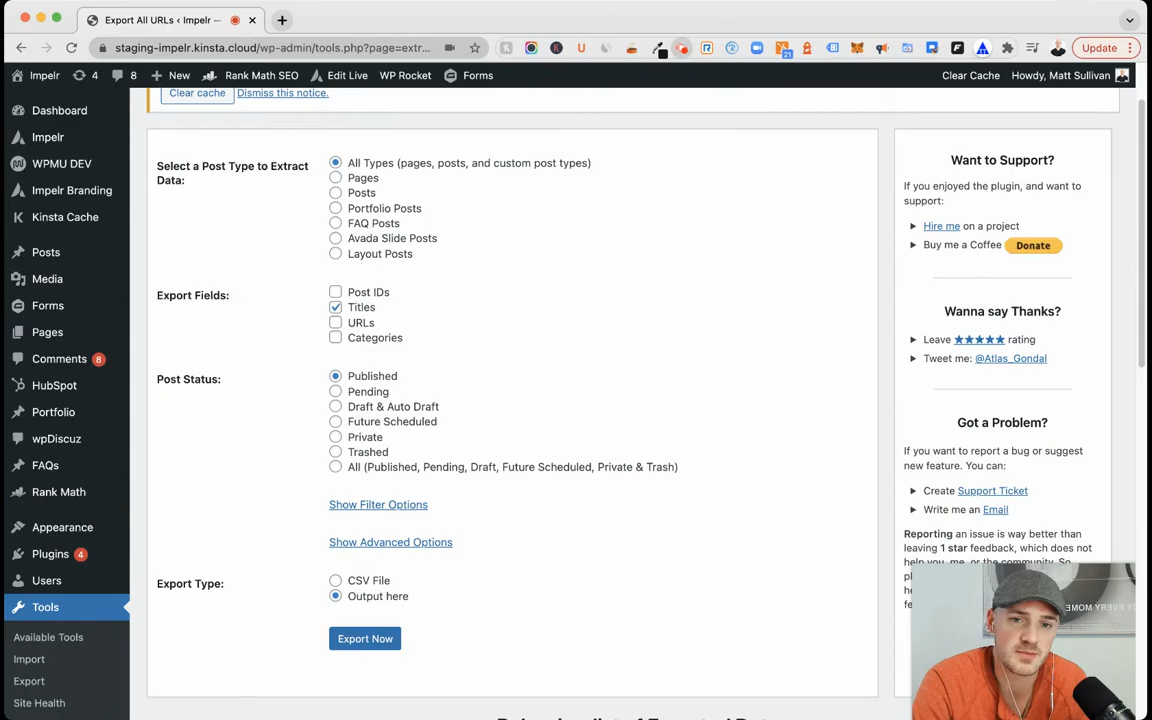 Export All URLs ‹ Impelr —
staging-impelr.kinsta.cloud/wp-admin/tools.php?page=extr...
21
Update
Impelr
4
8
New
Rank Math SEO
Edit Live
WP Rocket
Forms
Clear Cache
Howdy, Matt Sullivan
Dashboard
Impelr
WPMU DEV
Impelr Branding
Kinsta Cache
Posts
Media
Forms
Pages
Comments 8
HubSpot
Portfolio
wpDiscuz
FAQs
Rank Math
Appearance
Plugins 4
Users
Tools
Available Tools
Import
Export
Site Health
Clear cache Dismiss this notice.
Select a Post Type to Extract
Data:
All Types (pages, posts, and custom post types)
Pages
Posts
Portfolio Posts
FAQ Posts
Avada Slide Posts
Layout Posts
Export Fields:
Post IDs
Titles
URLs
Categories
Post Status:
Published
Pending
Draft & Auto Draft
Future Scheduled
Private
Trashed
All (Published, Pending, Draft, Future Scheduled, Private & Trash)
Show Filter Options
Show Advanced Options
Export Type:
CSV File
Output here
Export Now
Want to Support?
If you enjoyed the plugin, and want to
support:
Hire me on a project
Buy me a Coffee Donate
Wanna say Thanks?
Leave ★★★★★ rating
Tweet me: @Atlas_Gondal
Got a Problem?
If you want to report a bug or suggest
new feature. You can:
Create Support Ticket
Write me an Email
Reporting an issue is way better than
leaving 1 star feedback, which does not
help you, me, or the community. So